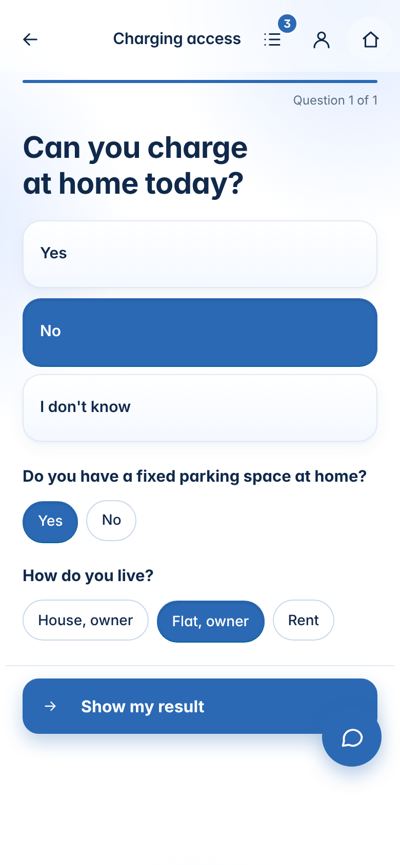 Charging access
3
Question 1 of 1
Can you charge
at home today?
Yes
No
I don't know
Do you have a fixed parking space at home?
Yes
No
How do you live?
House, owner
Flat, owner
Rent
Show my result